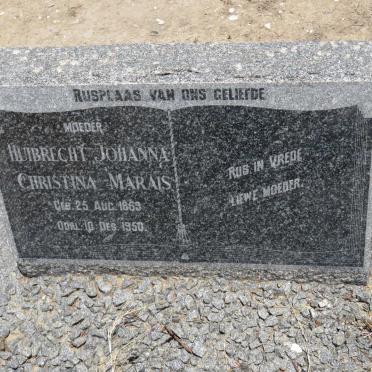 RUSPLAAS VAN ONS GELIEFDE
MOEDER
HUIBRECHT JOHANNA
CHRISTINA MARAIS
GEB. 25 AUG. 1869
OORL. 10 DES. 1950.
RUS IN VREDE
LIEWE MOEDER.